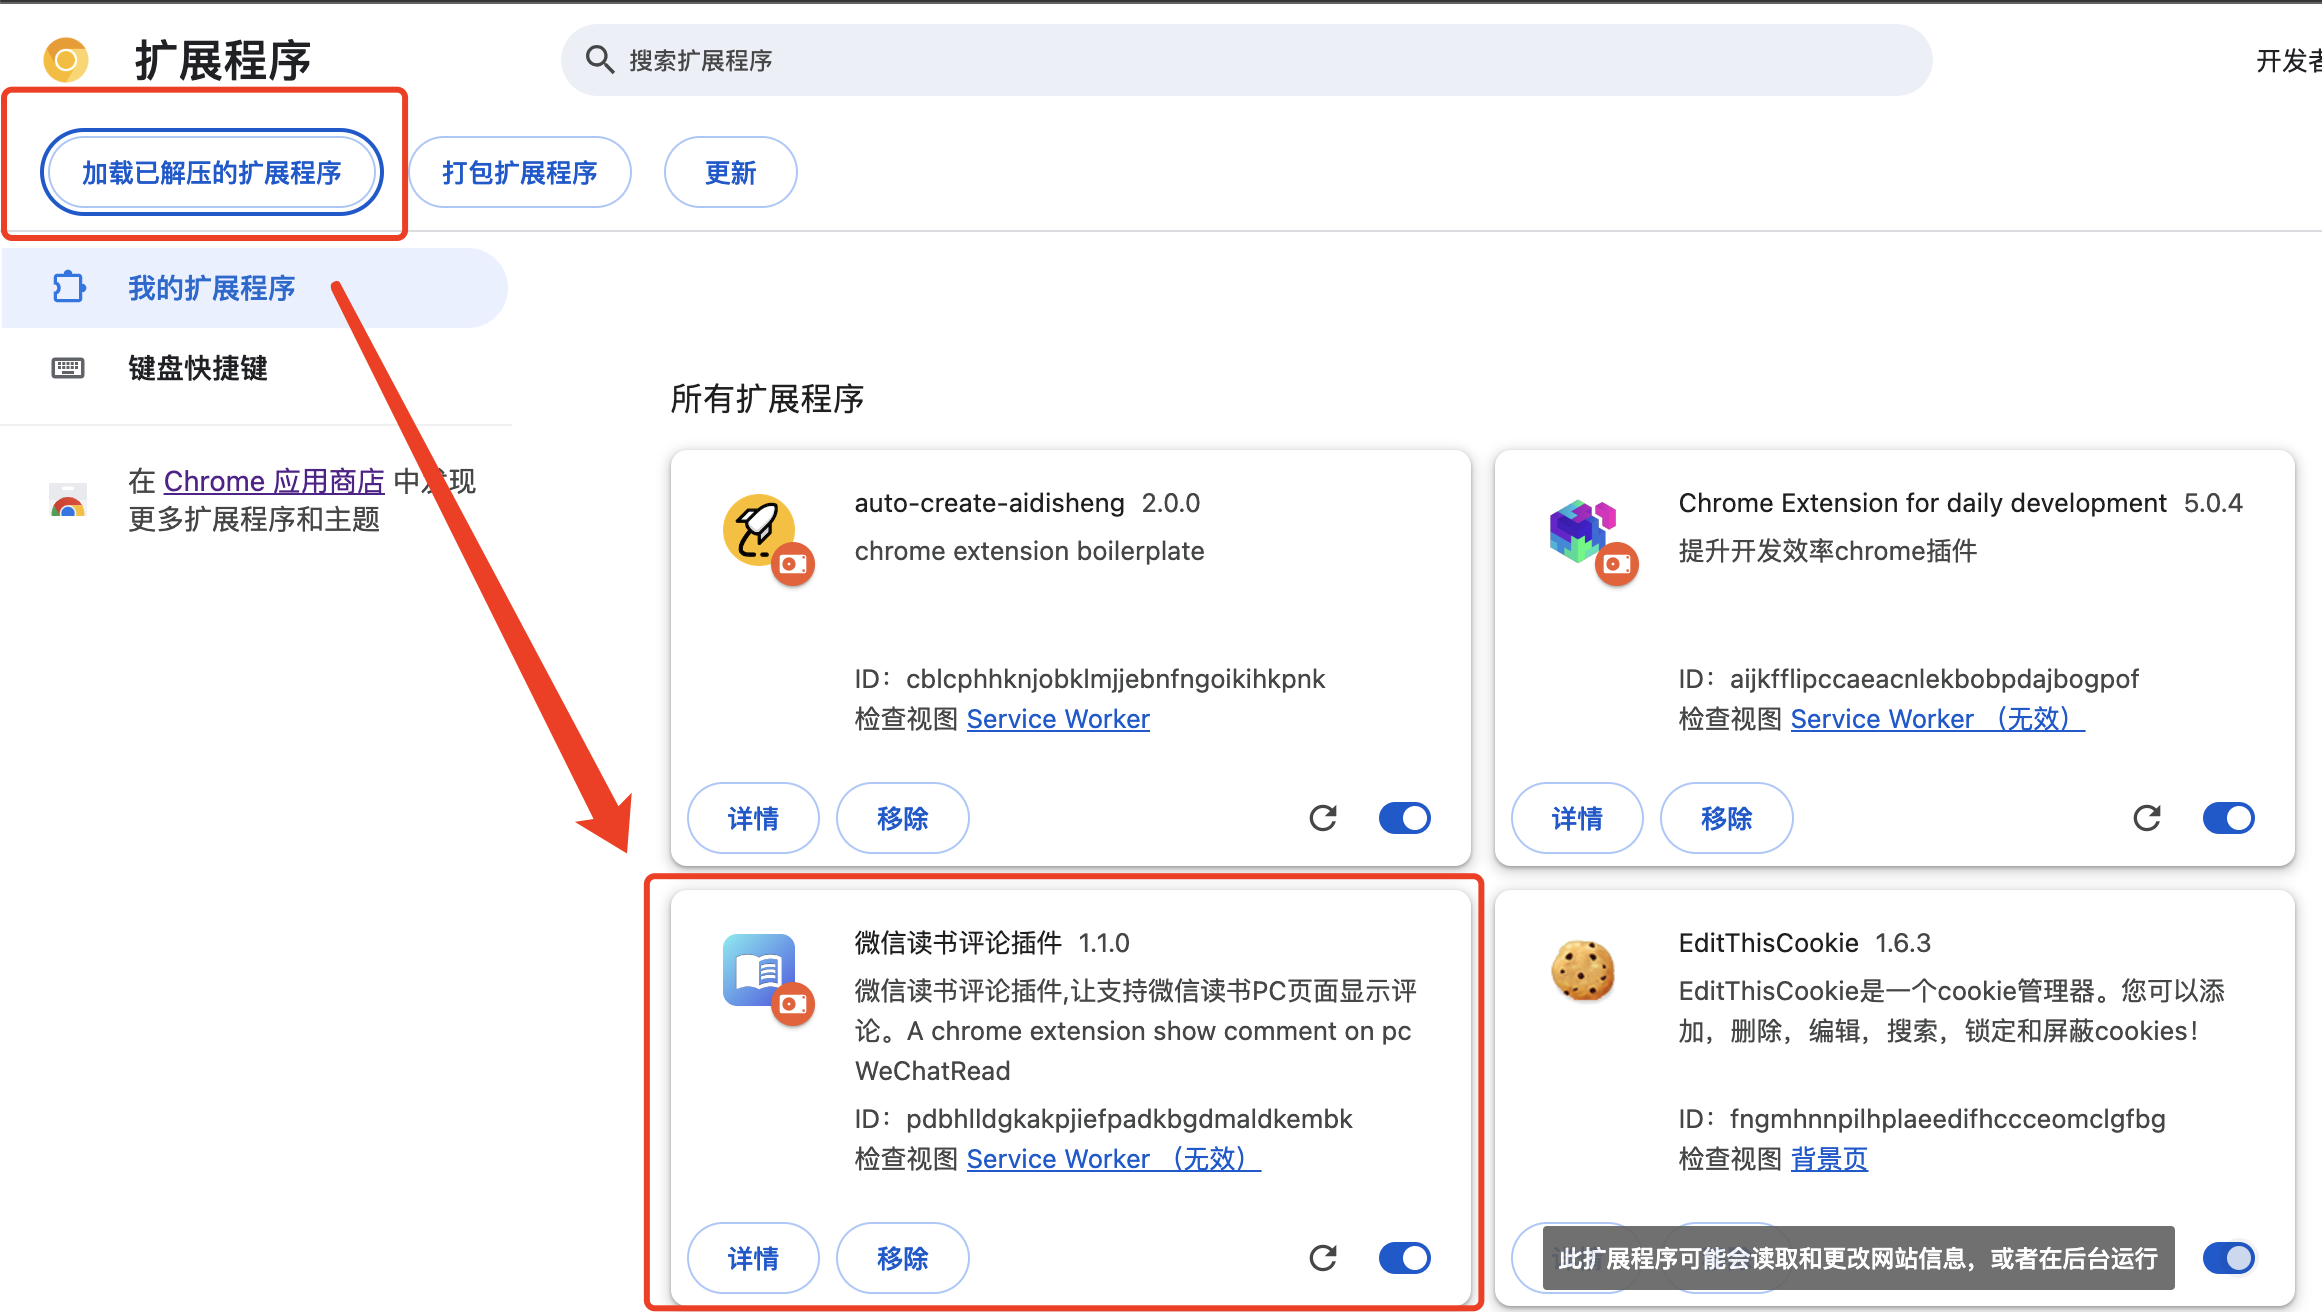 扩展程序
搜索扩展程序
开发者
加载已解压的扩展程序
打包扩展程序
更新
我的扩展程序
键盘快捷键
在 Chrome 应用商店 中发现
更多扩展程序和主题
所有扩展程序
auto-create-aidisheng 2.0.0
chrome extension boilerplate
ID：cblcphhknjobklmjjebnfngoikihkpnk
检查视图 Service Worker
详情
移除
Chrome Extension for daily development 5.0.4
提升开发效率chrome插件
ID：aijkfflipccaeacnlekbobpdajbogpof
检查视图 Service Worker （无效）
详情
移除
微信读书评论插件 1.1.0
微信读书评论插件,让支持微信读书PC页面显示评
论。A chrome extension show comment on pc
WeChatRead
ID：pdbhlldgkakpjiefpadkbgdmaldkembk
检查视图 Service Worker （无效）
详情
移除
EditThisCookie 1.6.3
EditThisCookie是一个cookie管理器。您可以添
加，删除，编辑，搜索，锁定和屏蔽cookies！
ID：fngmhnnpilhplaeedifhccceomclgfbg
检查视图 背景页
此扩展程序可能会读取和更改网站信息，或者在后台运行